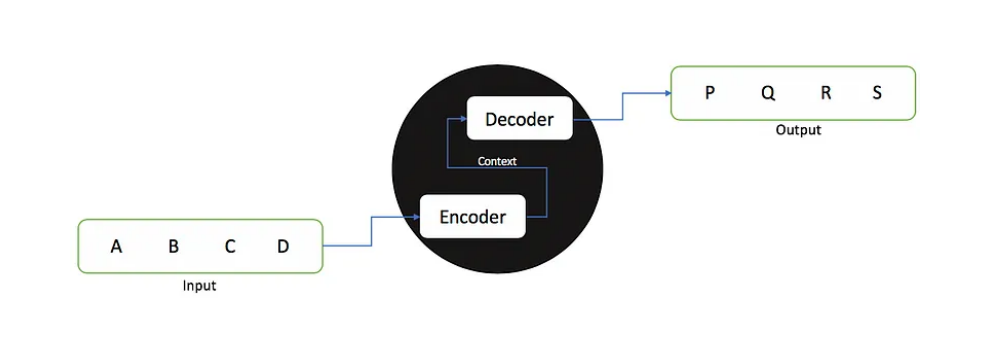 P Q R S
Output
Decoder
Context
Encoder
A B C D
Input